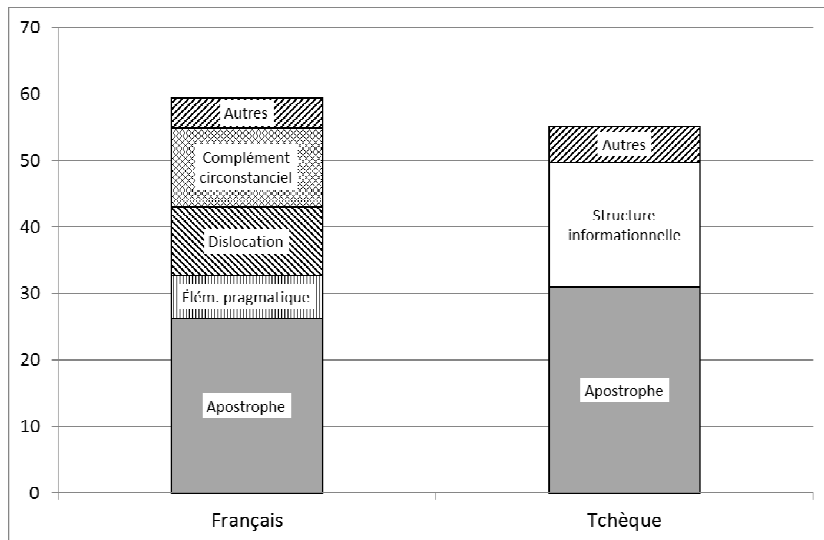 70
60
50
40
30
20
10
0
Autres
Complément
circonstanciel
Dislocation
Élém. pragmatique
Apostrophe
Autres
Structure
informationnelle
Apostrophe
Français
Tchèque